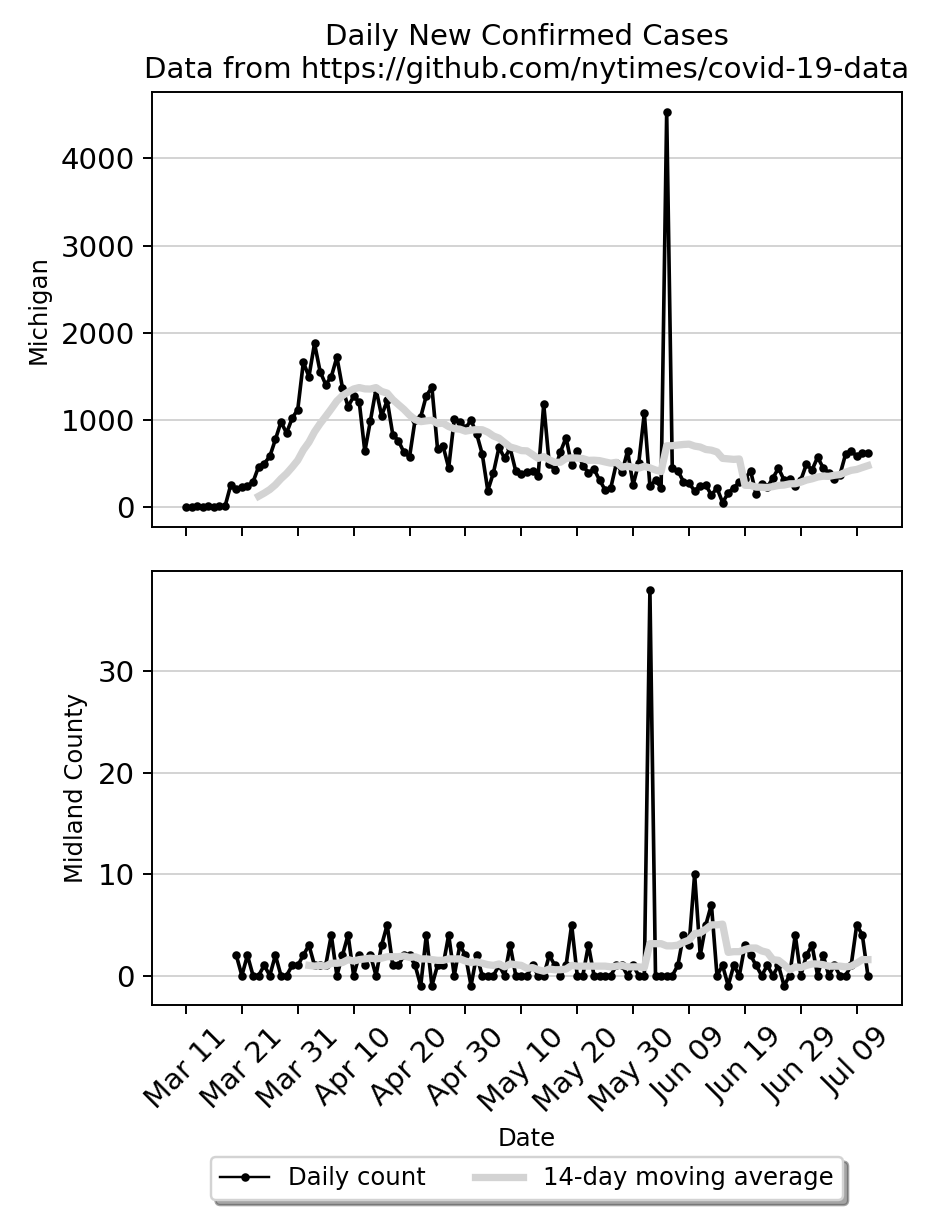 Daily New Confirmed Cases
Data from https://github.com/nytimes/covid-19-data
Michigan
4000
3000
2000
1000
0
Midland County
30
20
10
0
Mar 11
Mar 21
Mar 31
Apr 10
Apr 20
Apr 30
May 10
May 20
May 30
Jun 09
Jun 19
Jun 29
Jul 09
Date
Daily count
14-day moving average